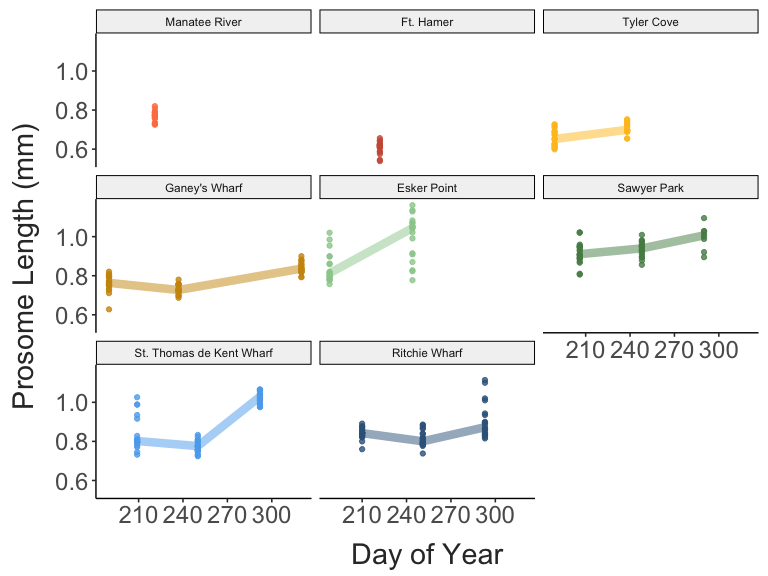 Manatee River Ft. Hamer Tyler Cove
1.0
0.8
0.6
Ganey's Wharf Esker Point Sawyer Park
1.0
0.8
0.6
210 240 270 300
St. Thomas de Kent Wharf Ritchie Wharf
1.0
0.8
0.6
210 240 270 300 210 240 270 300
Prosome Length (mm)
Day of Year